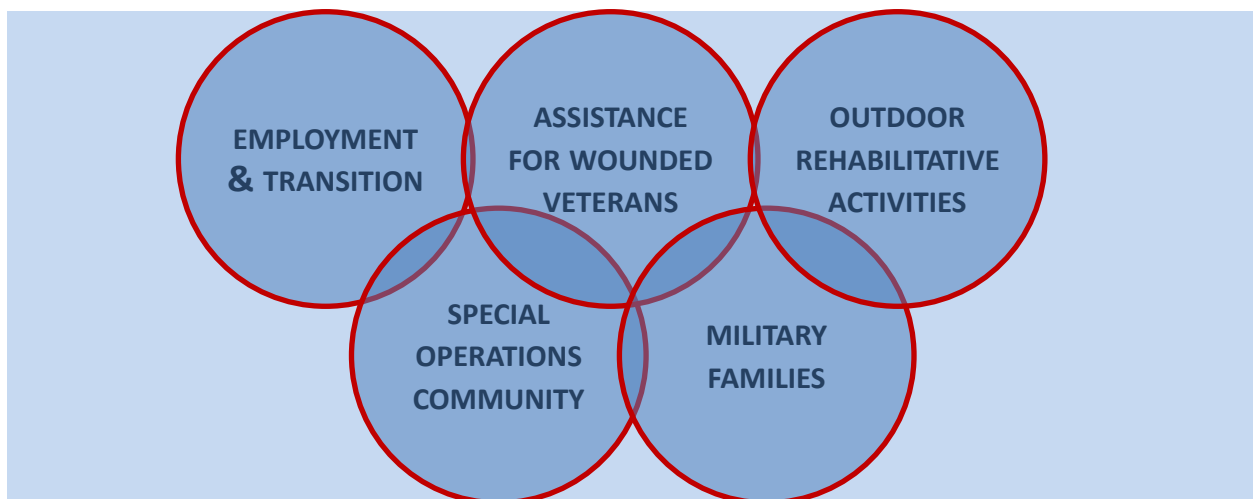 EMPLOYMENT
& TRANSITION
ASSISTANCE
FOR WOUNDED
VETERANS
OUTDOOR
REHABILITATIVE
ACTIVITIES
SPECIAL
OPERATIONS
COMMUNITY
MILITARY
FAMILIES